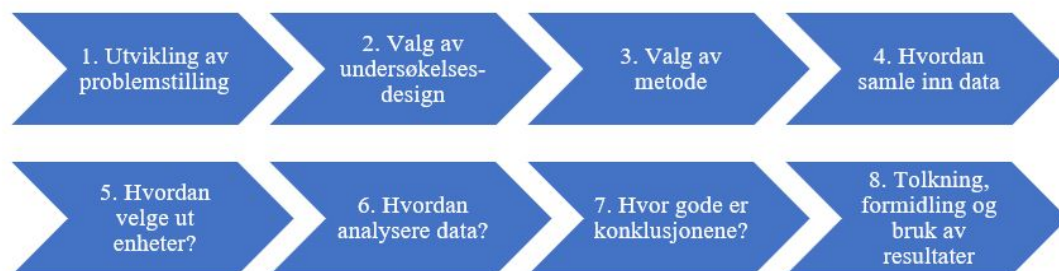 1. Utvikling av
problemstilling
2. Valg av
undersøkelses-
design
3. Valg av
metode
4. Hvordan
samle inn data
5. Hvordan
velge ut
enheter?
6. Hvordan
analysere data?
7. Hvor gode er
konklusjonene?
8. Tolkning,
formidling og
bruk av
resultater